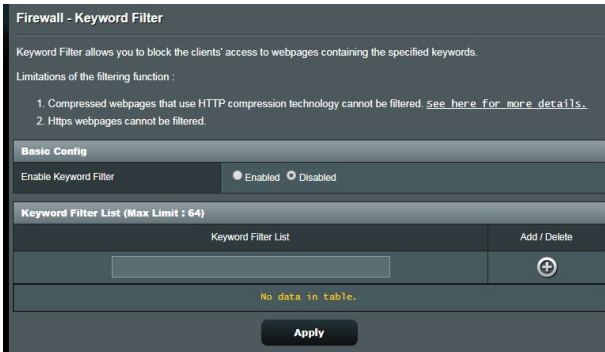 Firewall - Keyword Filter
Keyword Filter allows you to block the clients' access to webpages containing the specified keywords.
Limitations of the filtering function :
1. Compressed webpages that use HTTP compression technology cannot be filtered. See here for more details.
2. Https webpages cannot be filtered.
Basic Config
Enable Keyword Filter Enabled Disabled
Keyword Filter List (Max Limit : 64)
Keyword Filter List Add / Delete
No data in table.
Apply